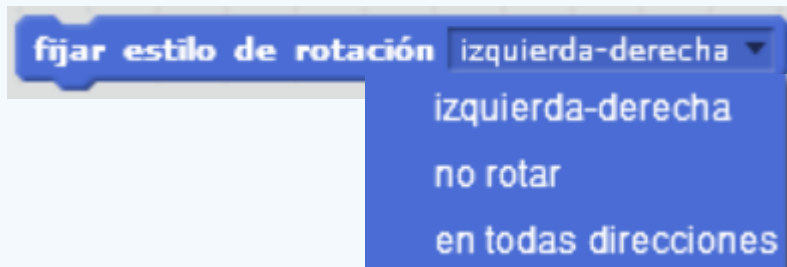 fijar estilo de rotación izquierda-derecha
izquierda-derecha
no rotar
en todas direcciones